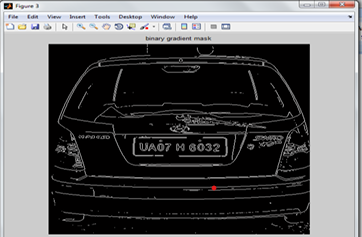 Figure 3
File Edit View Insert Tools Desktop Window Help
binary gradient mask
UA07 H 6032